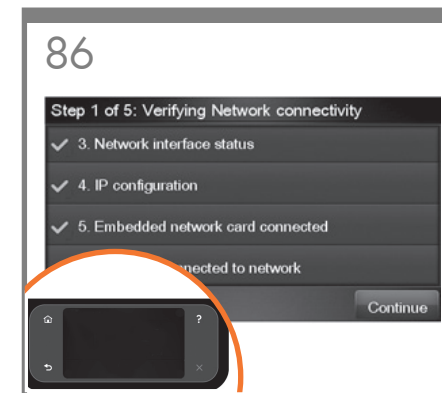 86
Step 1 of 5: Verifying Network connectivity
3. Network interface status
4. IP configuration
5. Embedded network card connected
nected to network
Continue
?